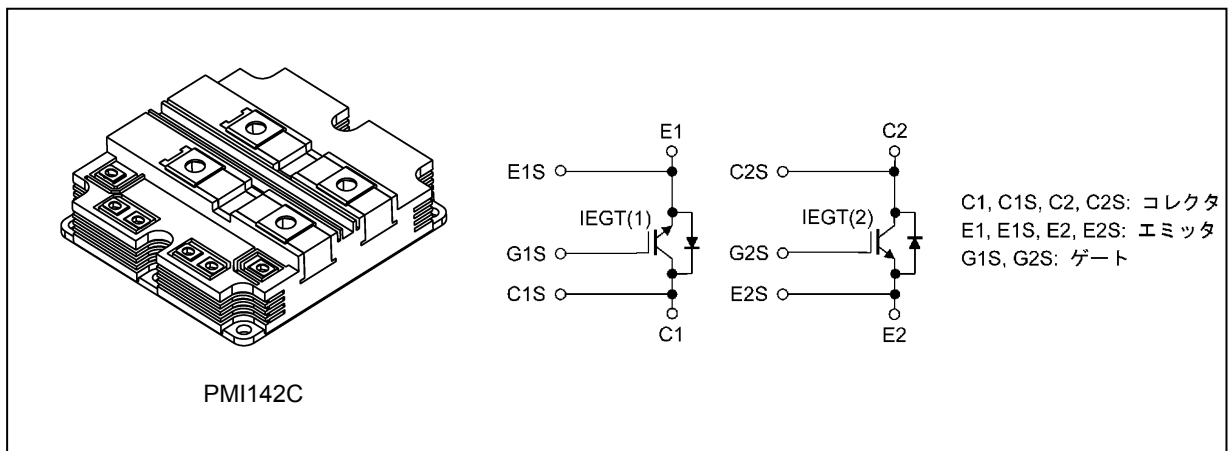 PMI142C
E1
E1S
IEGT(1)
G1S
C1S
C1
C2
C2S
IEGT(2)
G2S
E2S
E2
C1, C1S, C2, C2S: コレクタ
E1, E1S, E2, E2S: エミッタ
G1S, G2S: ゲート